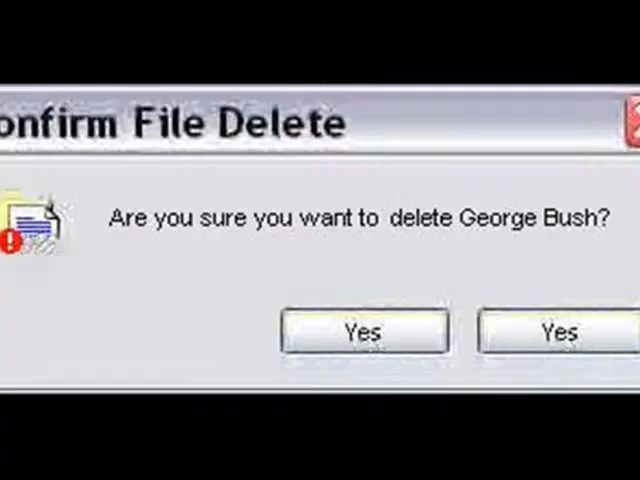 onfirm File Delete
Are you sure you want to delete George Bush?
Yes Yes